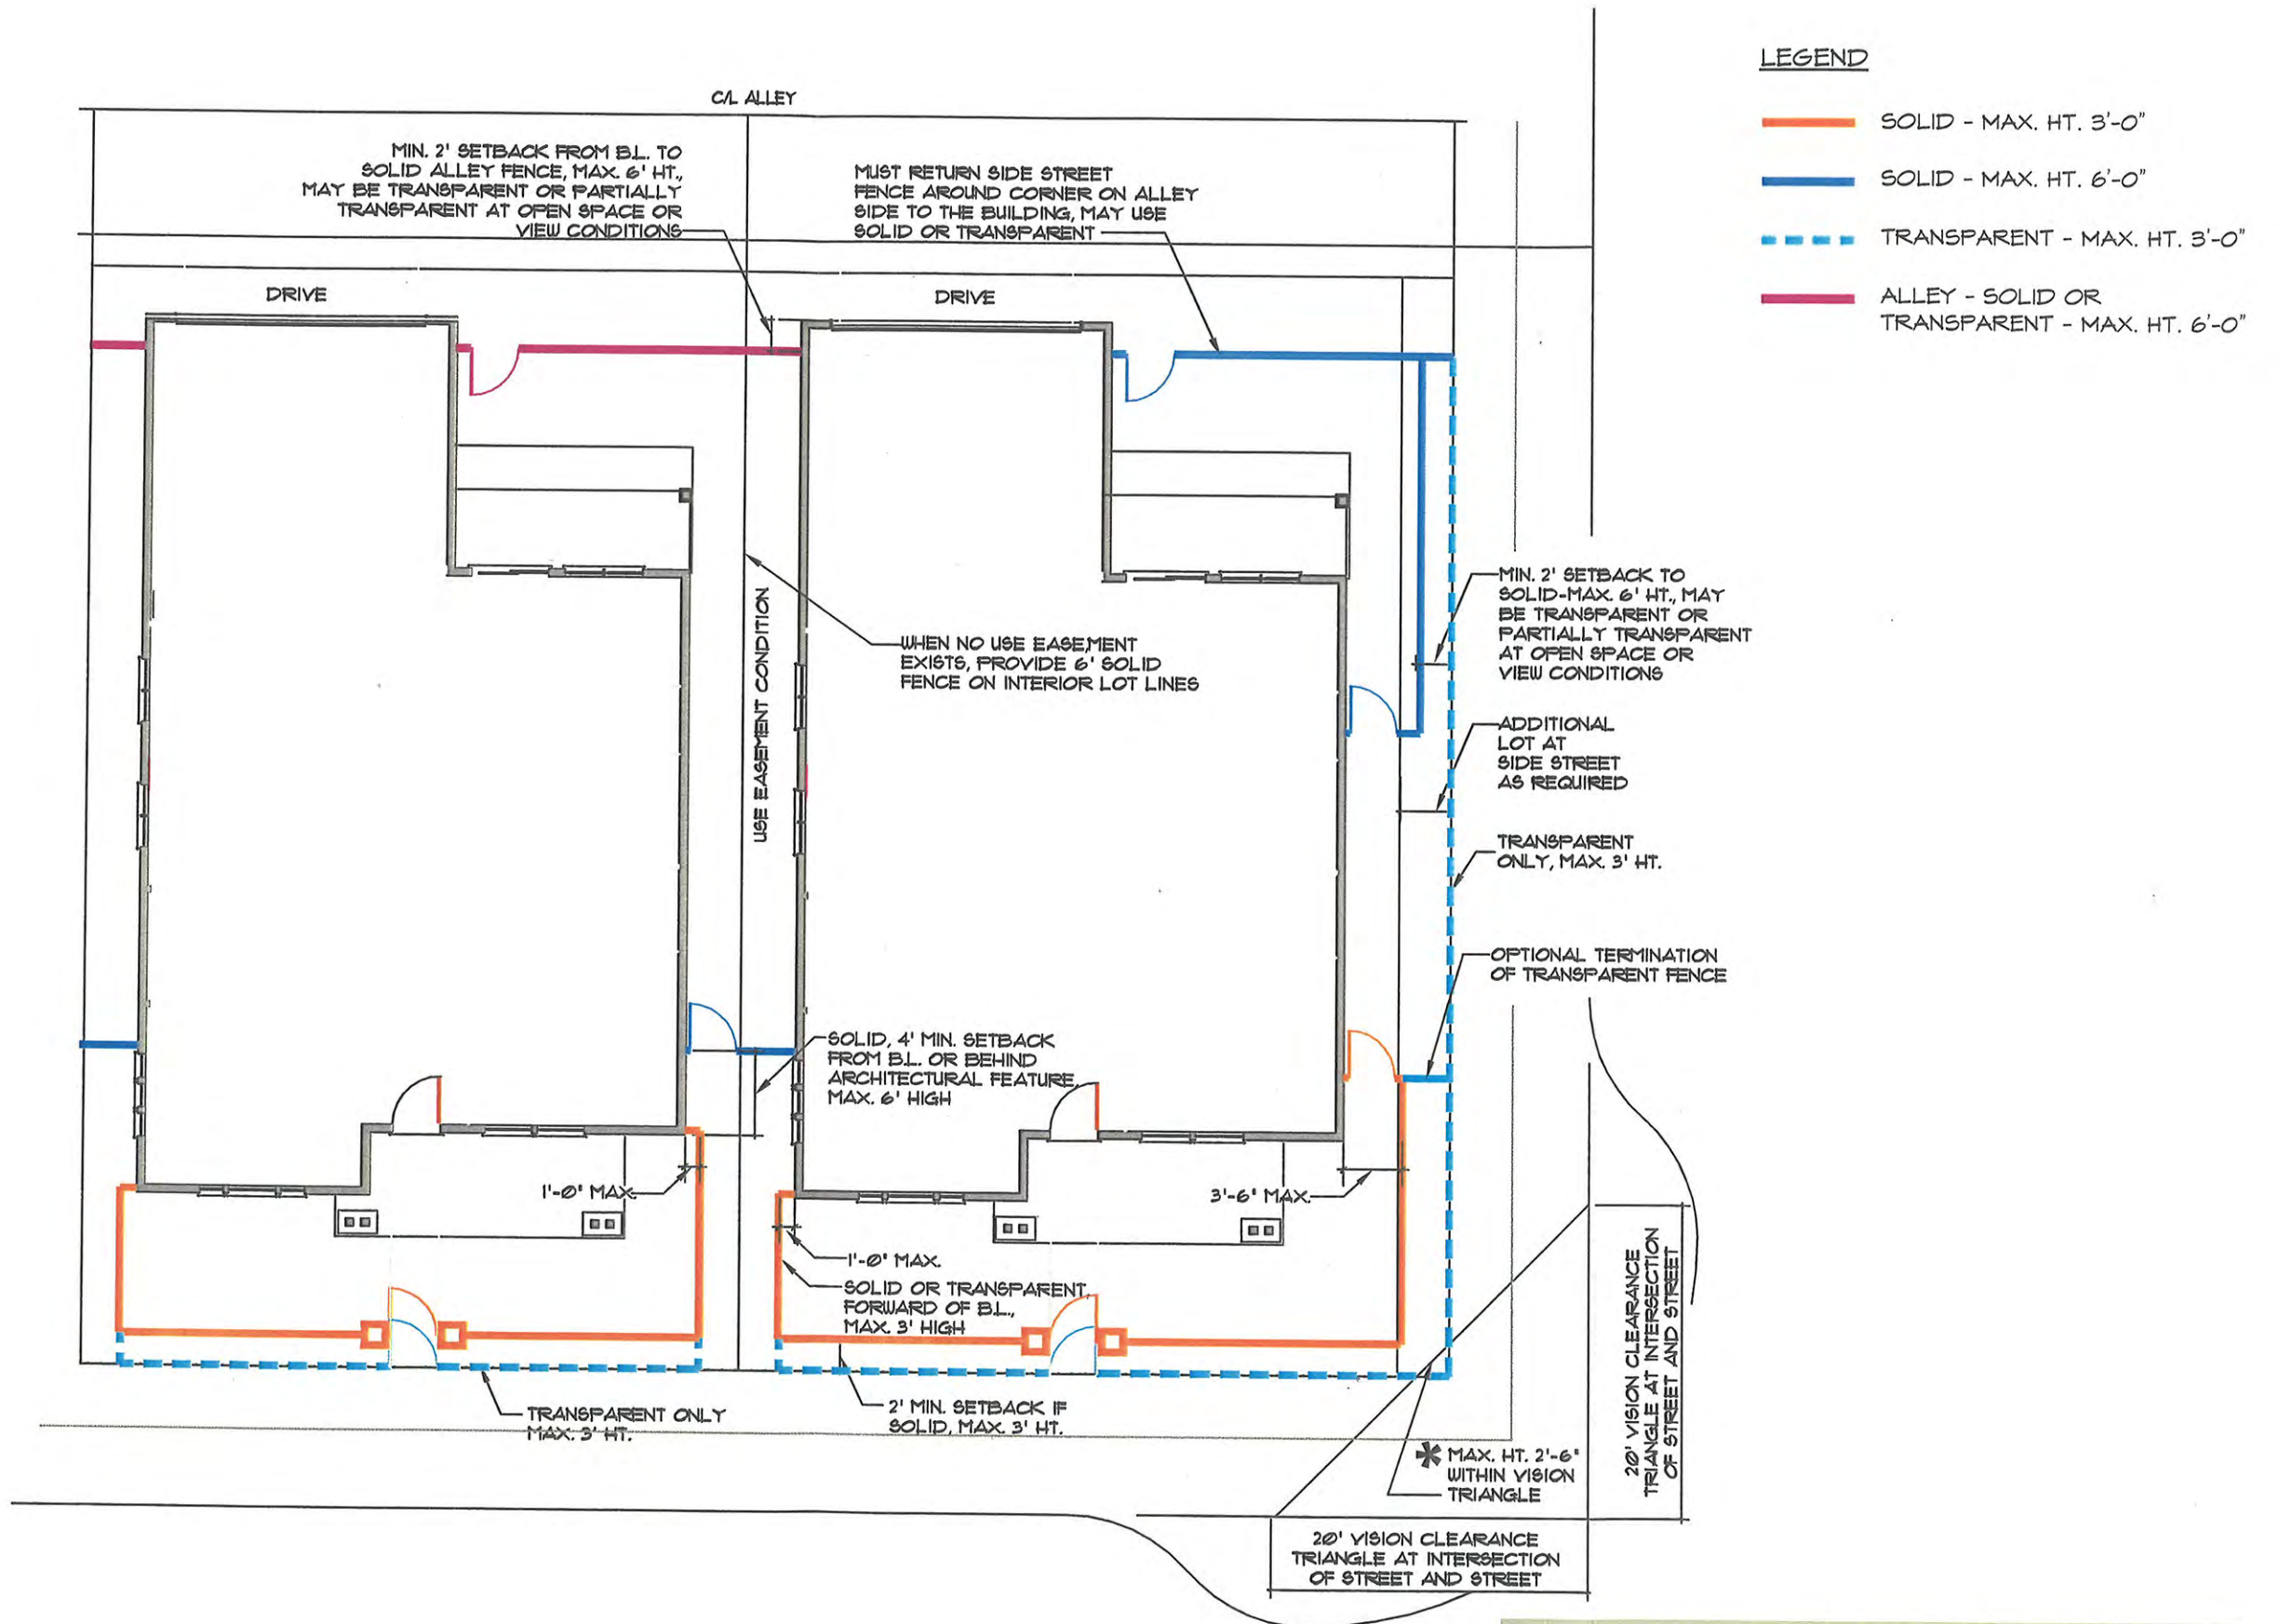 C/L ALLEY
MIN. 2' SETBACK FROM B.L. TO
SOLID ALLEY FENCE, MAX. 6' HT.,
MAY BE TRANSPARENT OR PARTIALLY
TRANSPARENT AT OPEN SPACE OR
VIEW CONDITIONS
MUST RETURN SIDE STREET
FENCE AROUND CORNER ON ALLEY
SIDE TO THE BUILDING, MAY USE
SOLID OR TRANSPARENT
LEGEND
SOLID - MAX. HT. 3'-0"
SOLID - MAX. HT. 6'-0"
TRANSPARENT - MAX. HT. 3'-0"
ALLEY - SOLID OR
TRANSPARENT - MAX. HT. 6'-0"
DRIVE
DRIVE
MIN. 2' SETBACK TO
SOLID-MAX. 6' HT., MAY
BE TRANSPARENT OR
PARTIALLY TRANSPARENT
AT OPEN SPACE OR
VIEW CONDITIONS
USE EASEMENT CONDITION
WHEN NO USE EASEMENT
EXISTS, PROVIDE 6' SOLID
FENCE ON INTERIOR LOT LINES
ADDITIONAL
LOT AT
SIDE STREET
AS REQUIRED
TRANSPARENT
ONLY, MAX. 3' HT.
OPTIONAL TERMINATION
OF TRANSPARENT FENCE
SOLID, 4' MIN. SETBACK
FROM B.L. OR BEHIND
ARCHITECTURAL FEATURE,
MAX. 6' HIGH
1'-0" MAX.
3'-6" MAX.
1'-0" MAX.
SOLID OR TRANSPARENT,
FORWARD OF B.L.,
MAX. 3' HIGH
TRANSPARENT ONLY
MAX. 3' HT.
2' MIN. SETBACK IF
SOLID, MAX. 3' HT.
* MAX. HT. 2'-6"
WITHIN VISION
TRIANGLE
20' VISION CLEARANCE
TRIANGLE AT INTERSECTION
OF STREET AND STREET
20' VISION CLEARANCE
TRIANGLE AT INTERSECTION
OF STREET AND STREET